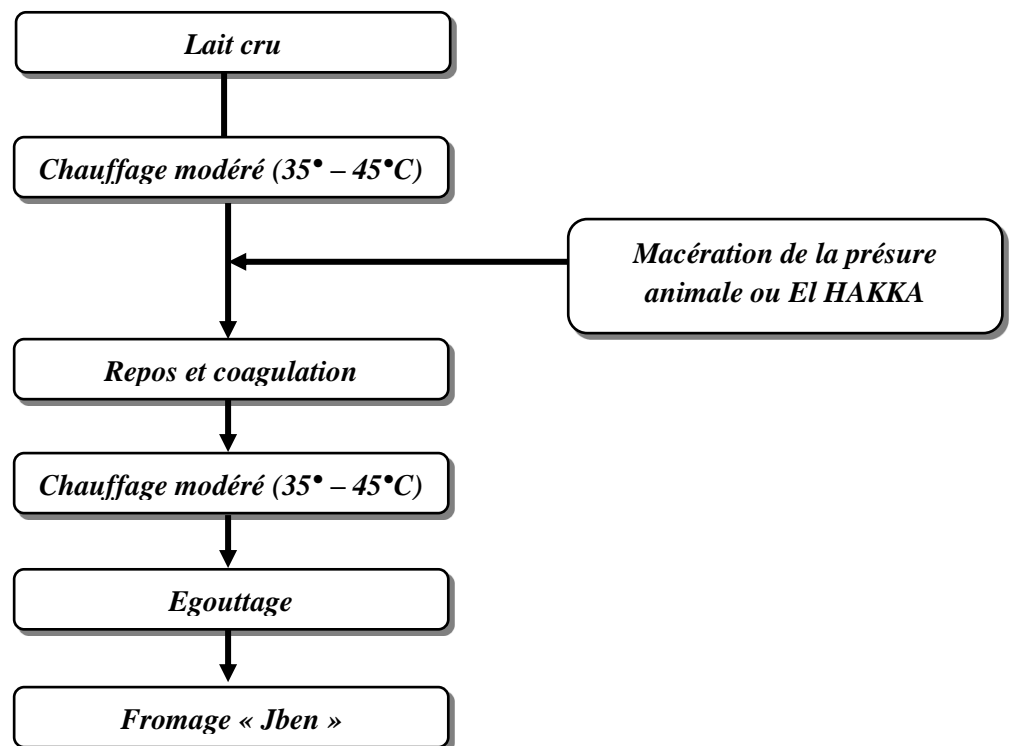 Lait cru
Chauffage modéré (35° – 45°C)
Macération de la présure
animale ou El HAKKA
Repos et coagulation
Chauffage modéré (35° – 45°C)
Egouttage
Fromage « Jben »